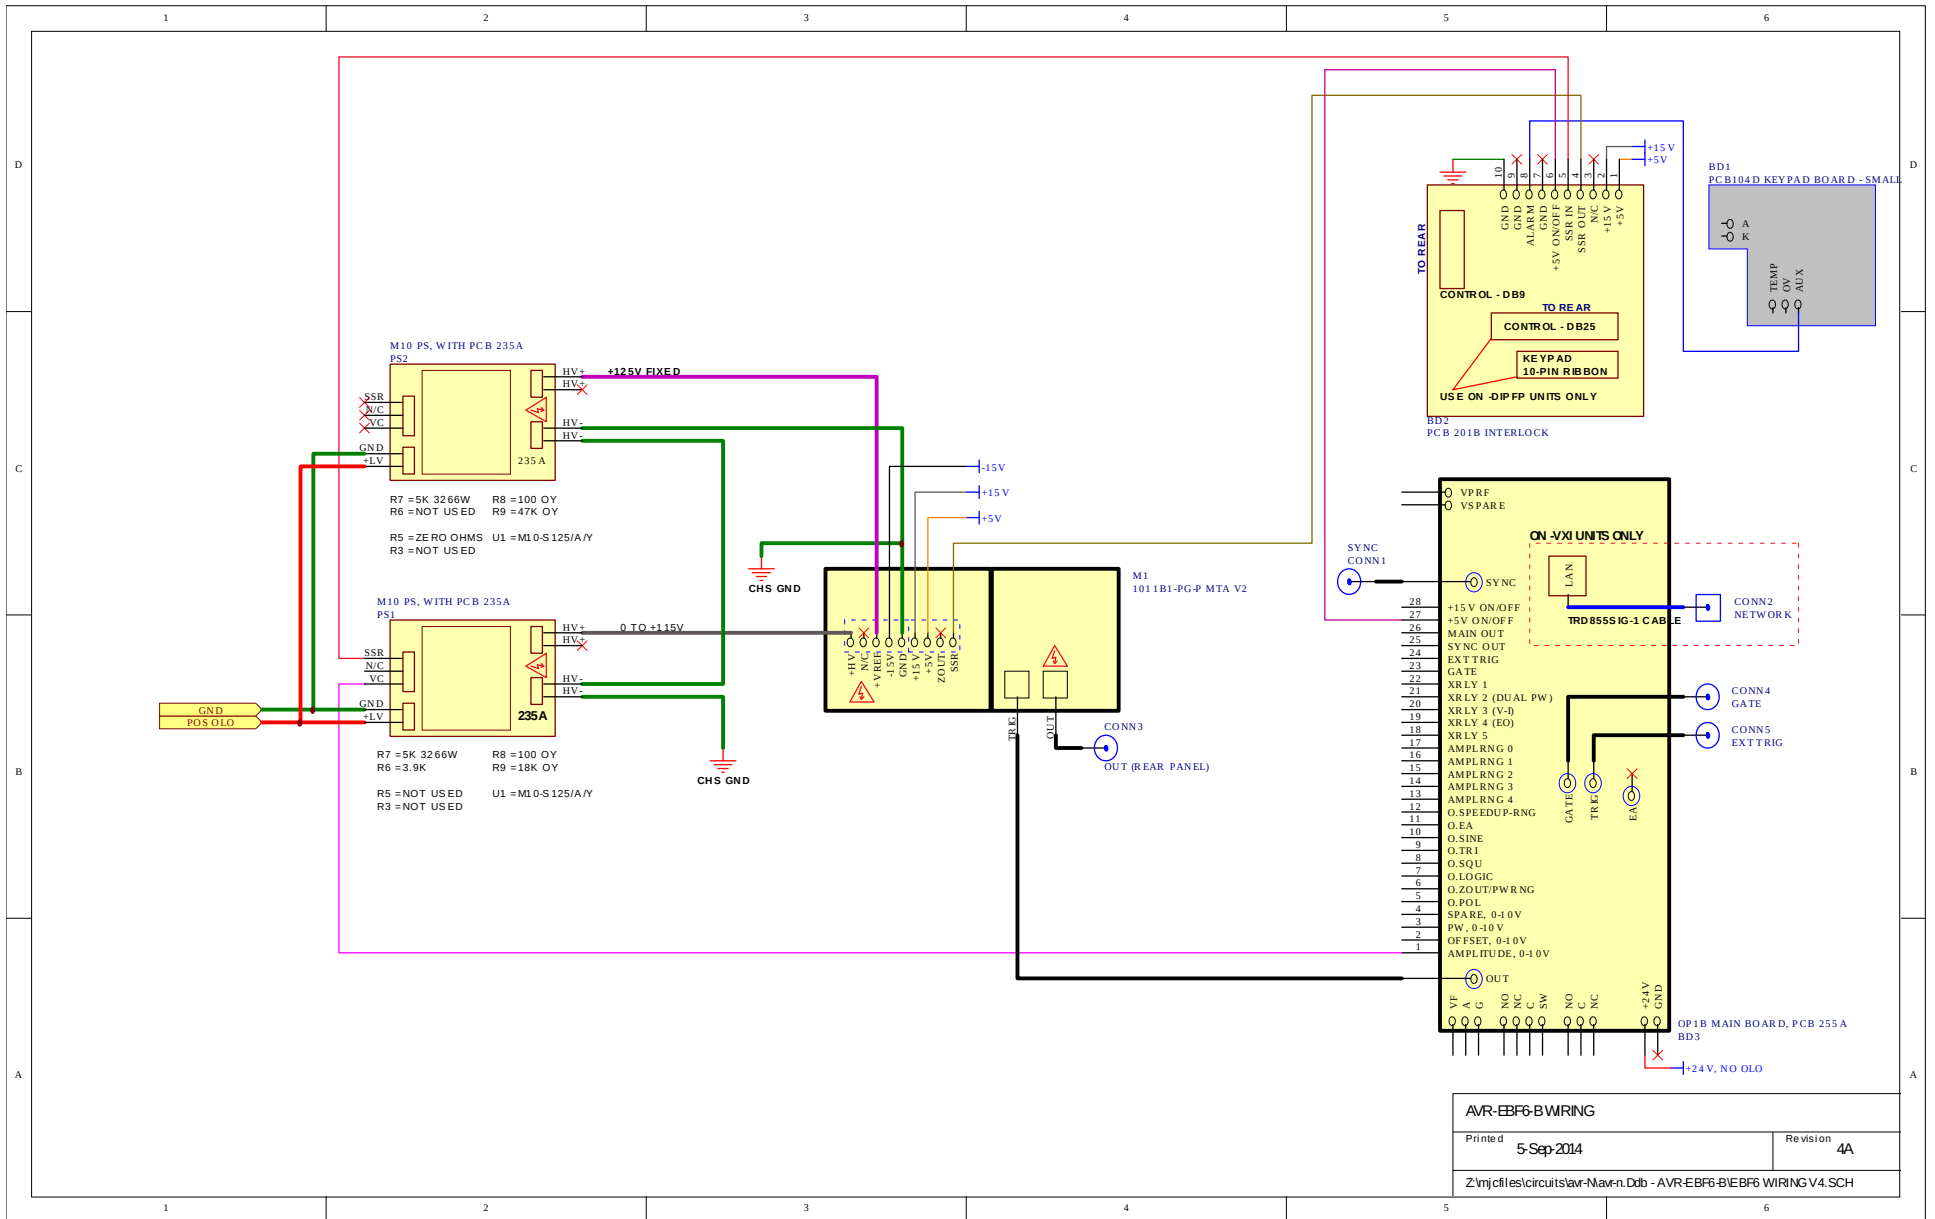 1 2 3 4 5 6
D
C
B
A
D
C
B
A
M10 PS, WITH PCB 235A
PS2
SSR
N/C
VC
GND
+LV
HV+
HV+
HV-
HV-
235A
+125V FIXED
R7 =5K 3266W R8 =100 OY
R6 =NOT USED R9 =47K OY
R5 =ZERO OHMS U1 =M10-S125/A/Y
R3 =NOT USED
M10 PS, WITH PCB 235A
PS1
SSR
N/C
VC
GND
+LV
HV+
HV+
HV-
HV-
235A
0 TO +115V
R7 =5K 3266W R8 =100 OY
R6 =3.9K R9 =18K OY
R5 =NOT USED U1 =M10-S125/A/Y
R3 =NOT USED
GND
POS OLO
CHS GND
CHS GND
-15V
+15V
+5V
M1
1011B1-PG-P MTA V2
+HV
N/C
+VREF
-15V
GND
+15V
+5V
ZOUT
SSR
TRIG
OUT
CONN3
OUT (REAR PANEL)
+15V
+5V
10
9
8
7
6
5
4
3
2
1
GND
GND
ALARM
GND
+5V ON/OFF
SSR IN
SSR OUT
N/C
+15V
+5V
TO REAR
CONTROL - DB9
TO REAR
CONTROL - DB25
KEYPAD
10-PIN RIBBON
USE ON -DIPFP UNITS ONLY
BD2
PCB 201B INTERLOCK
BD1
PCB104D KEYPAD BOARD - SMALL
A
K
TEMP
OV
AUX
VPRF
VSPARE
ON -VXI UNITS ONLY
LAN
TRD855SIG-1 CABLE
CONN2
NETWORK
SYNC
CONN1
SYNC
28 +15V ON/OFF
27 +5V ON/OFF
26 MAIN OUT
25 SYNC OUT
24 EXT TRIG
23 GATE
22 XRLY 1
21 XRLY 2 (DUAL PW)
20 XRLY 3 (V-I)
19 XRLY 4 (EO)
18 XRLY 5
17 AMPLRNG 0
16 AMPLRNG 1
15 AMPLRNG 2
14 AMPLRNG 3
13 AMPLRNG 4
12 O.SPEEDUP-RNG
11 O.EA
10 O.SINE
9 O.TRI
8 O.SQU
7 O.LOGIC
6 O.ZOUT/PWRNG
5 O.POL
4 SPARE, 0-10V
3 PW, 0-10V
2 OFFSET, 0-10V
1 AMPLITUDE, 0-10V
OUT
CONN4
GATE
CONN5
EXT TRIG
GATE
TRIG
EA
VF
A
G
NO
NC
C
SW
NO
C
NC
+24V
GND
OP1B MAIN BOARD, PCB 255A
BD3
+24V, NO OLO
AVR-EBF6-B WIRING
Printed 5-Sep-2014
Revision 4A
Z:\mjcfiles\circuits\avr-N\avr-n.Ddb - AVR-EBF6-B\EBF6 WIRING V4.SCH
1 2 3 4 5 6